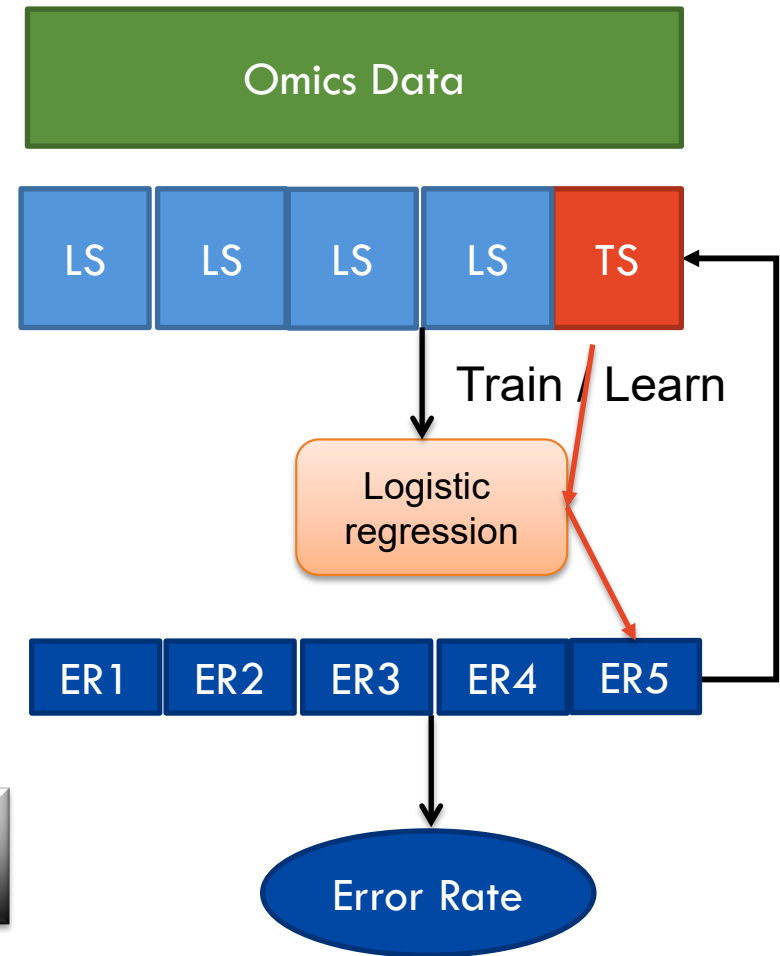 Omics Data
LS LS LS LS TS
Train / Learn
Logistic
regression
ER1 ER2 ER3 ER4 ER5
Error Rate